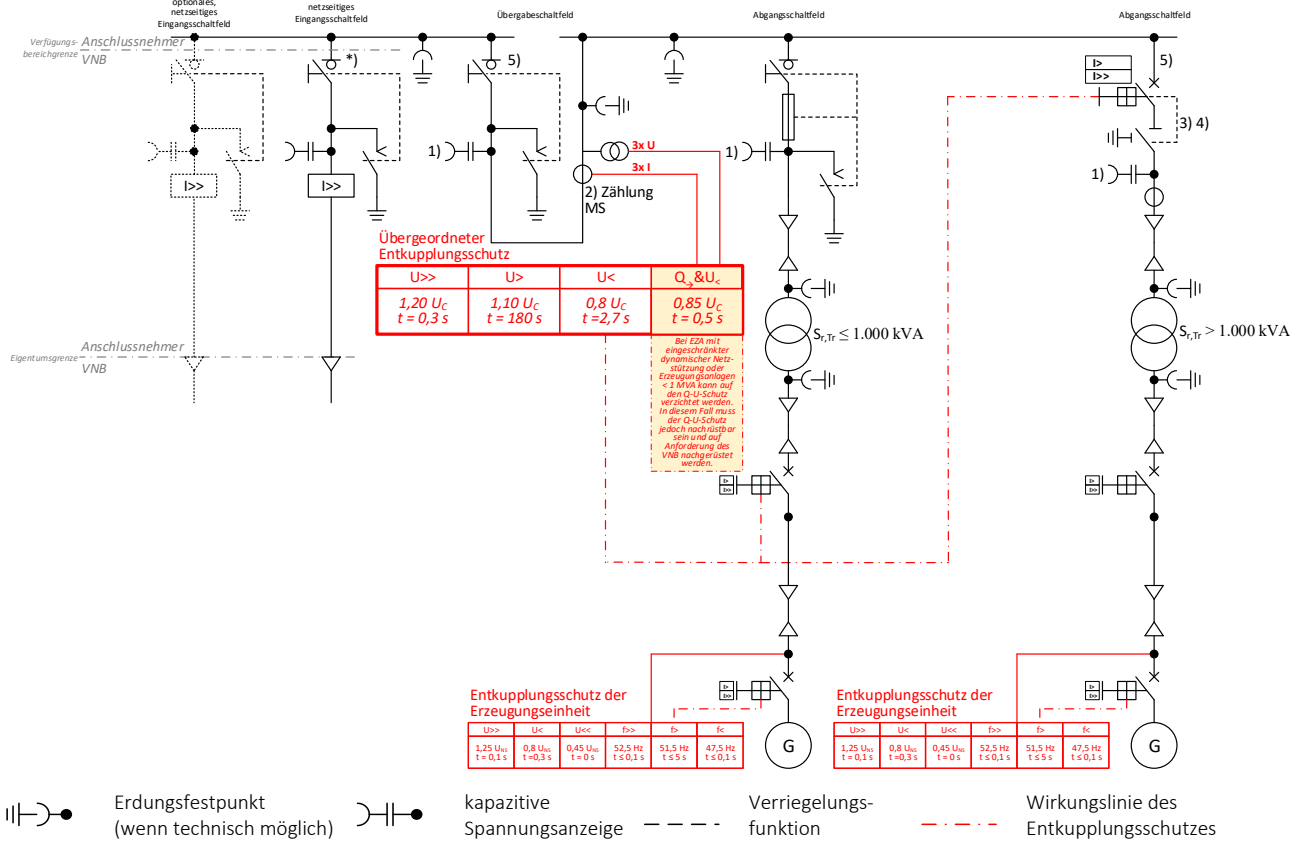 optionales,
netzseitiges
Eingangsschaltfeld
netzseitiges
Eingangsschaltfeld
Übergabeschaltfeld
Abgangsschaltfeld
Abgangsschaltfeld
Verfügungs-
bereichgrenze
Anschlussnehmer
VNB
*)
5)
5)
I>
I>>
3) 4)
1)
1)
1)
3x U
3x I
2) Zählung
MS
I>>
I>>
Übergeordneter
Entkupplungsschutz
U>> U> U< Q→&U<
1,20 UC 1,10 UC 0,8 UC 0,85 UC
t = 0,3 s t = 180 s t =2,7 s t = 0,5 s
Bei EZA mit
eingeschränkter
dynamischer Netz-
stützung oder
Erzeugungsanlagen
< 1 MVA kann auf
den Q-U-Schutz
verzichtet werden.
In diesem Fall muss
der Q-U-Schutz
jedoch nachrüstbar
sein und auf
Anforderung des
VNB nachgerüstet
werden.
Sr,Tr ≤ 1.000 kVA
Sr,Tr > 1.000 kVA
Eigentumsgrenze
Anschlussnehmer
VNB
I>
I>>
I>
I>>
Entkupplungsschutz der
Erzeugungseinheit
U>> U< U<< f>> f> f<
1,25 UNS 0,8 UNS 0,45 UNS 52,5 Hz 51,5 Hz 47,5 Hz
t = 0,1 s t =0,3 s t = 0 s t ≤ 0,1 s t ≤ 5 s t ≤ 0,1 s
I>
I>>
G
Entkupplungsschutz der
Erzeugungseinheit
U>> U< U<< f>> f> f<
1,25 UNS 0,8 UNS 0,45 UNS 52,5 Hz 51,5 Hz 47,5 Hz
t = 0,1 s t =0,3 s t = 0 s t ≤ 0,1 s t ≤ 5 s t ≤ 0,1 s
I>
I>>
G
Erdungsfestpunkt
(wenn technisch möglich)
kapazitive
Spannungsanzeige
Verriegelungs-
funktion
Wirkungslinie des
Entkupplungsschutzes